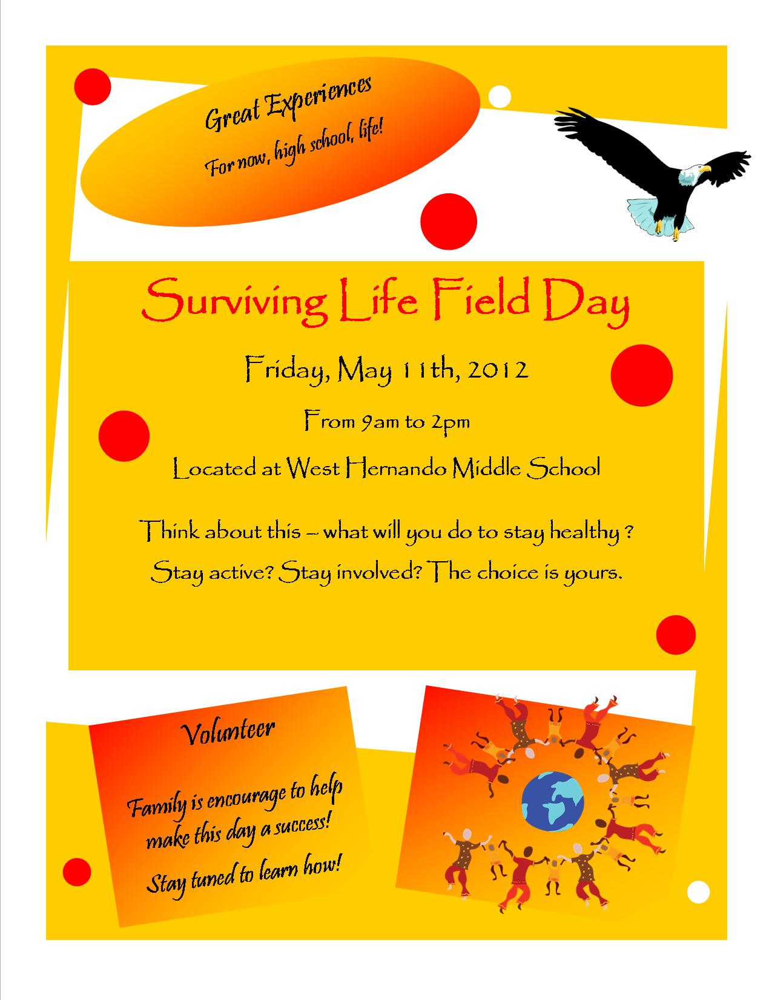 Great Experiences
For now, high school, life!
Surviving Life Field Day
Friday, May 11th, 2012
From 9am to 2pm
Located at West Hernando Middle School
Think about this – what will you do to stay healthy ?
Stay active? Stay involved? The choice is yours.
Volunteer
Family is encourage to help
make this day a success!
Stay tuned to learn how!